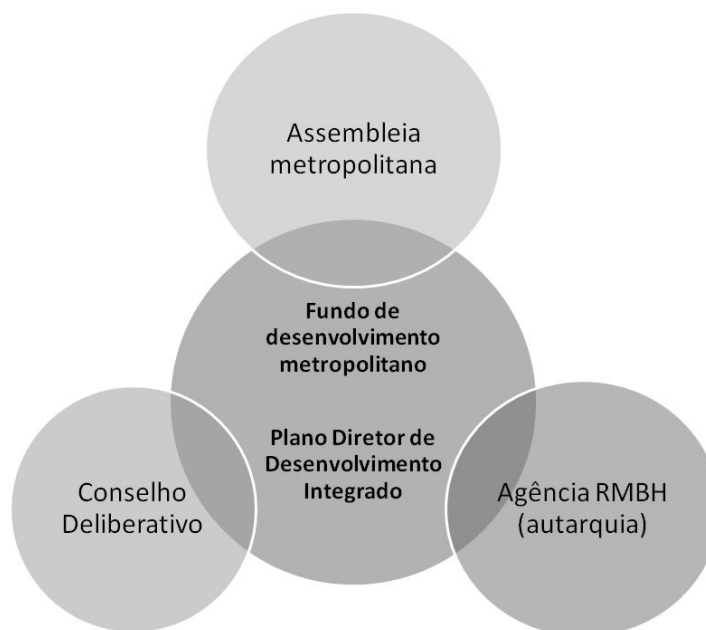 Assembleia
metropolitana
Fundo de
desenvolvimento
metropolitano
Plano Diretor de
Desenvolvimento
Integrado
Conselho
Deliberativo
Agência RMBH
(autarquia)